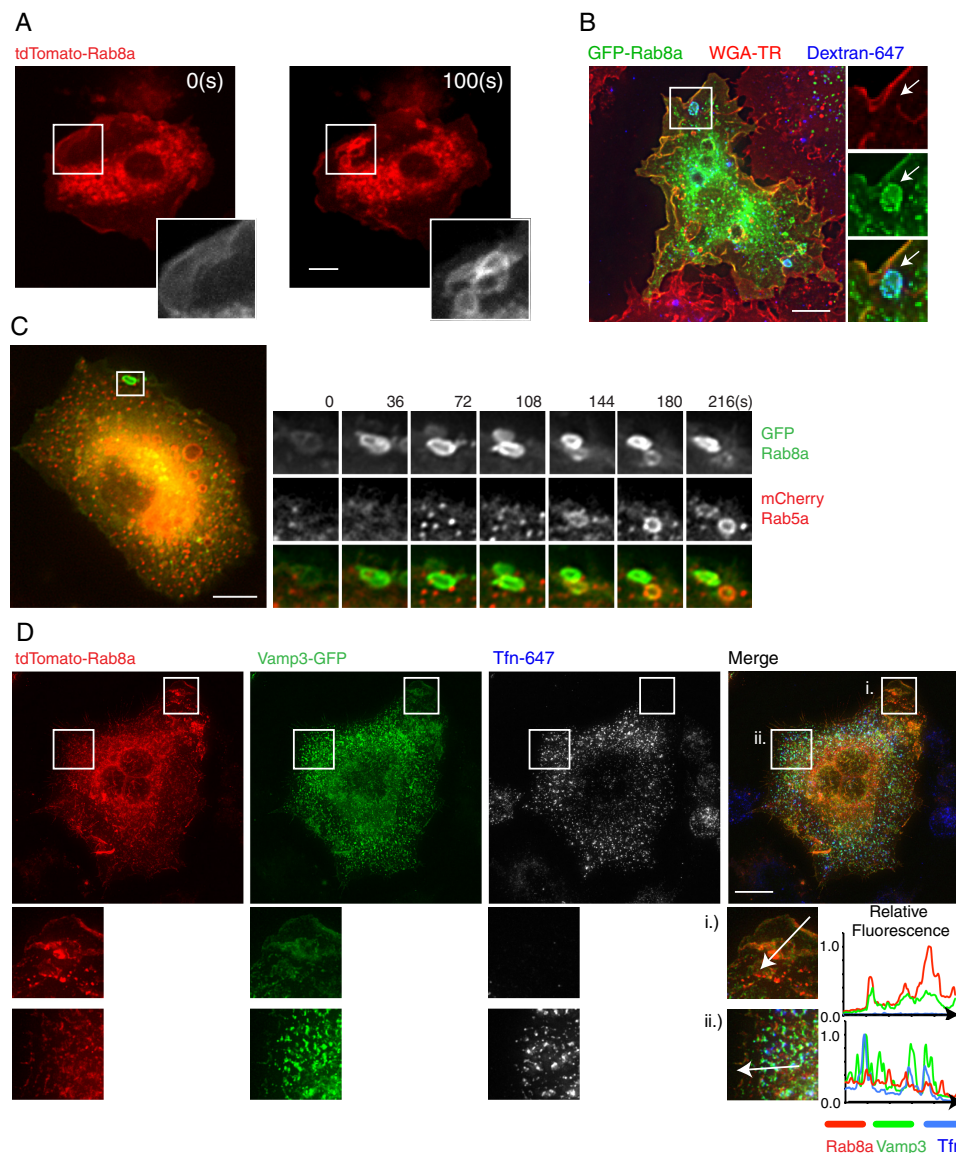 A
tdTomato-Rab8a
0(s)
100(s)
B
GFP-Rab8a WGA-TR Dextran-647
C
0 36 72 108 144 180 216(s)
GFP
Rab8a
mCherry
Rab5a
D
tdTomato-Rab8a Vamp3-GFP Tfn-647 Merge
i.
ii.
i.)
Relative
Fluorescence
1.0
0.0
ii.)
1.0
0.0
Rab8a Vamp3 Tfn